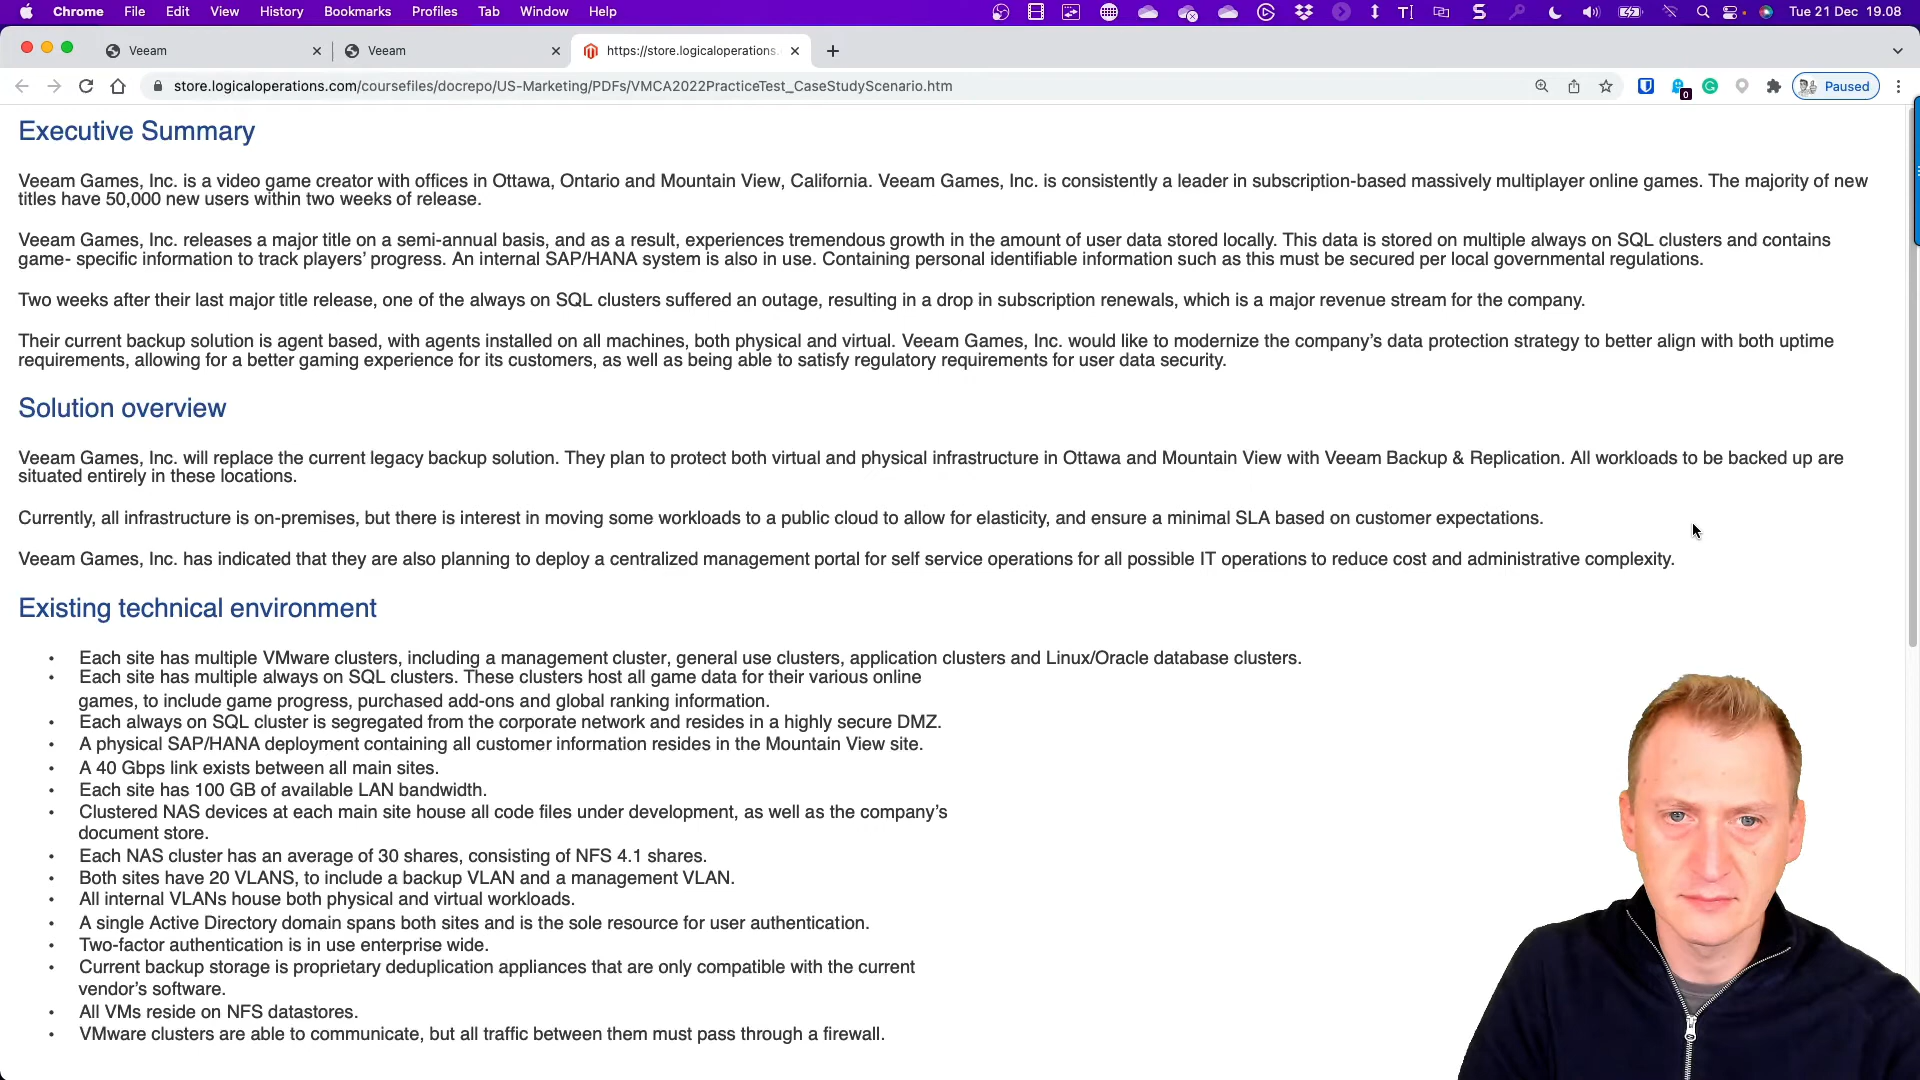 Chrome File Edit View History Bookmarks Profiles Tab Window Help Tue 21 Dec 19.08
Veeam Veeam https://store.logicaloperations.
store.logicaloperations.com/coursefiles/docrepo/US-Marketing/PDFs/VMCA2022PracticeTest_CaseStudyScenario.htm 0 Paused
Executive Summary
Veeam Games, Inc. is a video game creator with offices in Ottawa, Ontario and Mountain View, California. Veeam Games, Inc. is consistently a leader in subscription-based massively multiplayer online games. The majority of new
titles have 50,000 new users within two weeks of release.
Veeam Games, Inc. releases a major title on a semi-annual basis, and as a result, experiences tremendous growth in the amount of user data stored locally. This data is stored on multiple always on SQL clusters and contains
game- specific information to track players' progress. An internal SAP/HANA system is also in use. Containing personal identifiable information such as this must be secured per local governmental regulations.
Two weeks after their last major title release, one of the always on SQL clusters suffered an outage, resulting in a drop in subscription renewals, which is a major revenue stream for the company.
Their current backup solution is agent based, with agents installed on all machines, both physical and virtual. Veeam Games, Inc. would like to modernize the company's data protection strategy to better align with both uptime
requirements, allowing for a better gaming experience for its customers, as well as being able to satisfy regulatory requirements for user data security.
Solution overview
Veeam Games, Inc. will replace the current legacy backup solution. They plan to protect both virtual and physical infrastructure in Ottawa and Mountain View with Veeam Backup & Replication. All workloads to be backed up are
situated entirely in these locations.
Currently, all infrastructure is on-premises, but there is interest in moving some workloads to a public cloud to allow for elasticity, and ensure a minimal SLA based on customer expectations.
Veeam Games, Inc. has indicated that they are also planning to deploy a centralized management portal for self service operations for all possible IT operations to reduce cost and administrative complexity.
Existing technical environment
• Each site has multiple VMware clusters, including a management cluster, general use clusters, application clusters and Linux/Oracle database clusters.
• Each site has multiple always on SQL clusters. These clusters host all game data for their various online
games, to include game progress, purchased add-ons and global ranking information.
• Each always on SQL cluster is segregated from the corporate network and resides in a highly secure DMZ.
• A physical SAP/HANA deployment containing all customer information resides in the Mountain View site.
• A 40 Gbps link exists between all main sites.
• Each site has 100 GB of available LAN bandwidth.
• Clustered NAS devices at each main site house all code files under development, as well as the company's
document store.
• Each NAS cluster has an average of 30 shares, consisting of NFS 4.1 shares.
• Both sites have 20 VLANS, to include a backup VLAN and a management VLAN.
• All internal VLANs house both physical and virtual workloads.
• A single Active Directory domain spans both sites and is the sole resource for user authentication.
• Two-factor authentication is in use enterprise wide.
• Current backup storage is proprietary deduplication appliances that are only compatible with the current
vendor's software.
• All VMs reside on NFS datastores.
• VMware clusters are able to communicate, but all traffic between them must pass through a firewall.